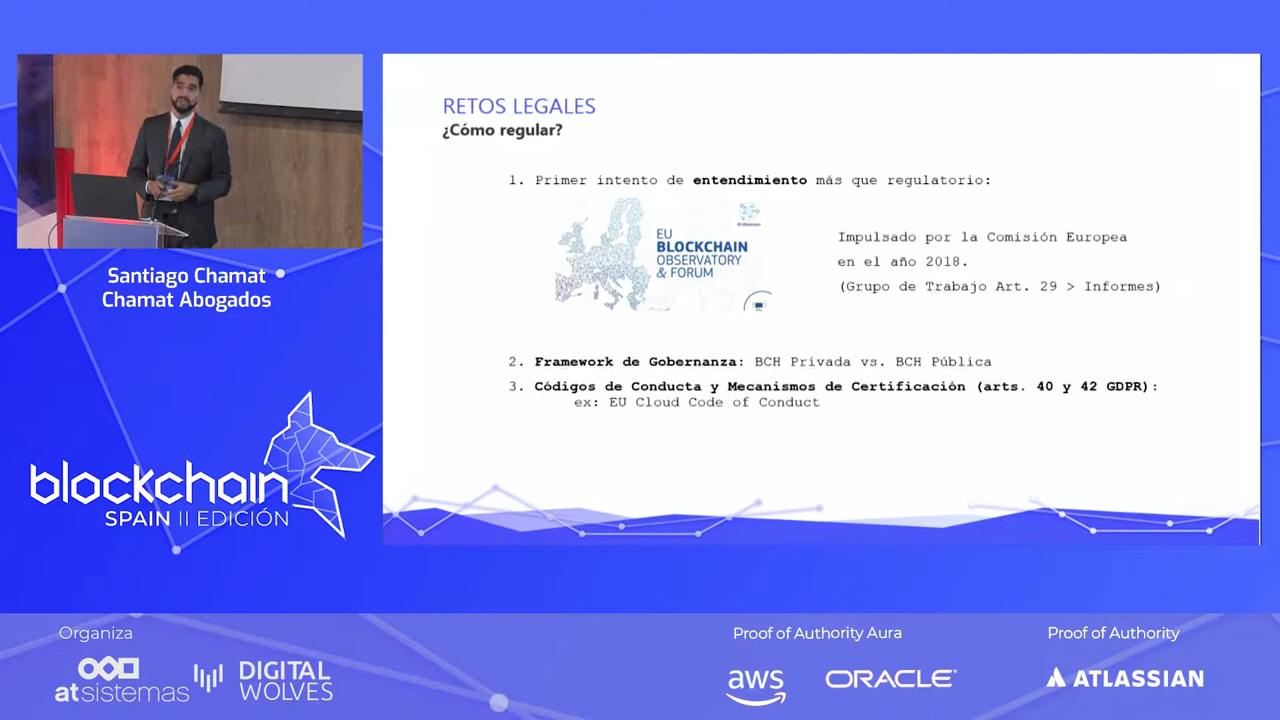 Santiago Chamat
Chamat Abogados
blockchain
SPAIN II EDICIÓN
RETOS LEGALES
¿Cómo regular?
1. Primer intento de entendimiento más que regulatorio:
EU
BLOCKCHAIN
OBSERVATORY
& FORUM
Impulsado por la Comisión Europea
en el año 2018.
(Grupo de Trabajo Art. 29 > Informes)
2. Framework de Gobernanza: BCH Privada vs. BCH Pública
3. Códigos de Conducta y Mecanismos de Certificación (arts. 40 y 42 GDPR):
ex: EU Cloud Code of Conduct
Organiza
atsistemas
DIGITAL
WOLVES
Proof of Authority Aura
aws
ORACLE
Proof of Authority
ATLASSIAN